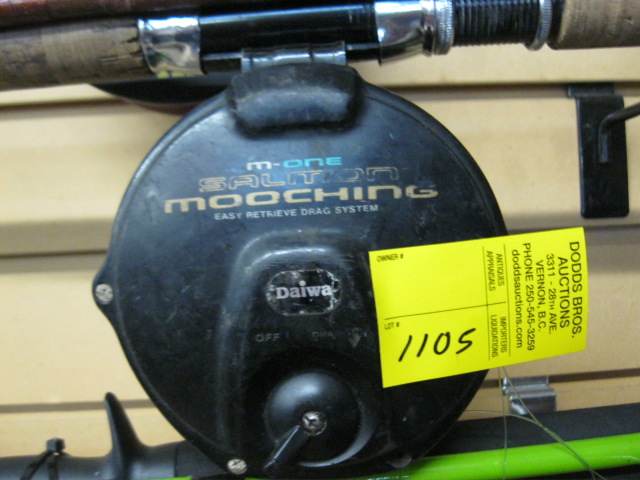 M-ONE
SALMON
MOOCHING
EASY RETRIEVE DRAG SYSTEM
Daiwa
OFF
OWNER #
ANTIQUES
APPRAISALS
IMPORTERS
LIQUIDATIONS
LOT #
1105
DODDS BROS.
AUCTIONS
3311 - 28TH AVE.
VERNON, B.C.
PHONE 250-545-3259
doddsauctions.com